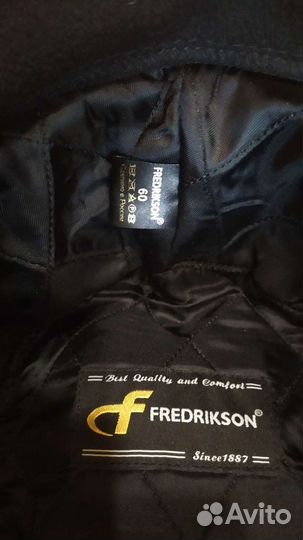 FREDRIKSON®
60
Сделано в России
Best Quality and Comfort
FREDRIKSON®
Since1887
Avito